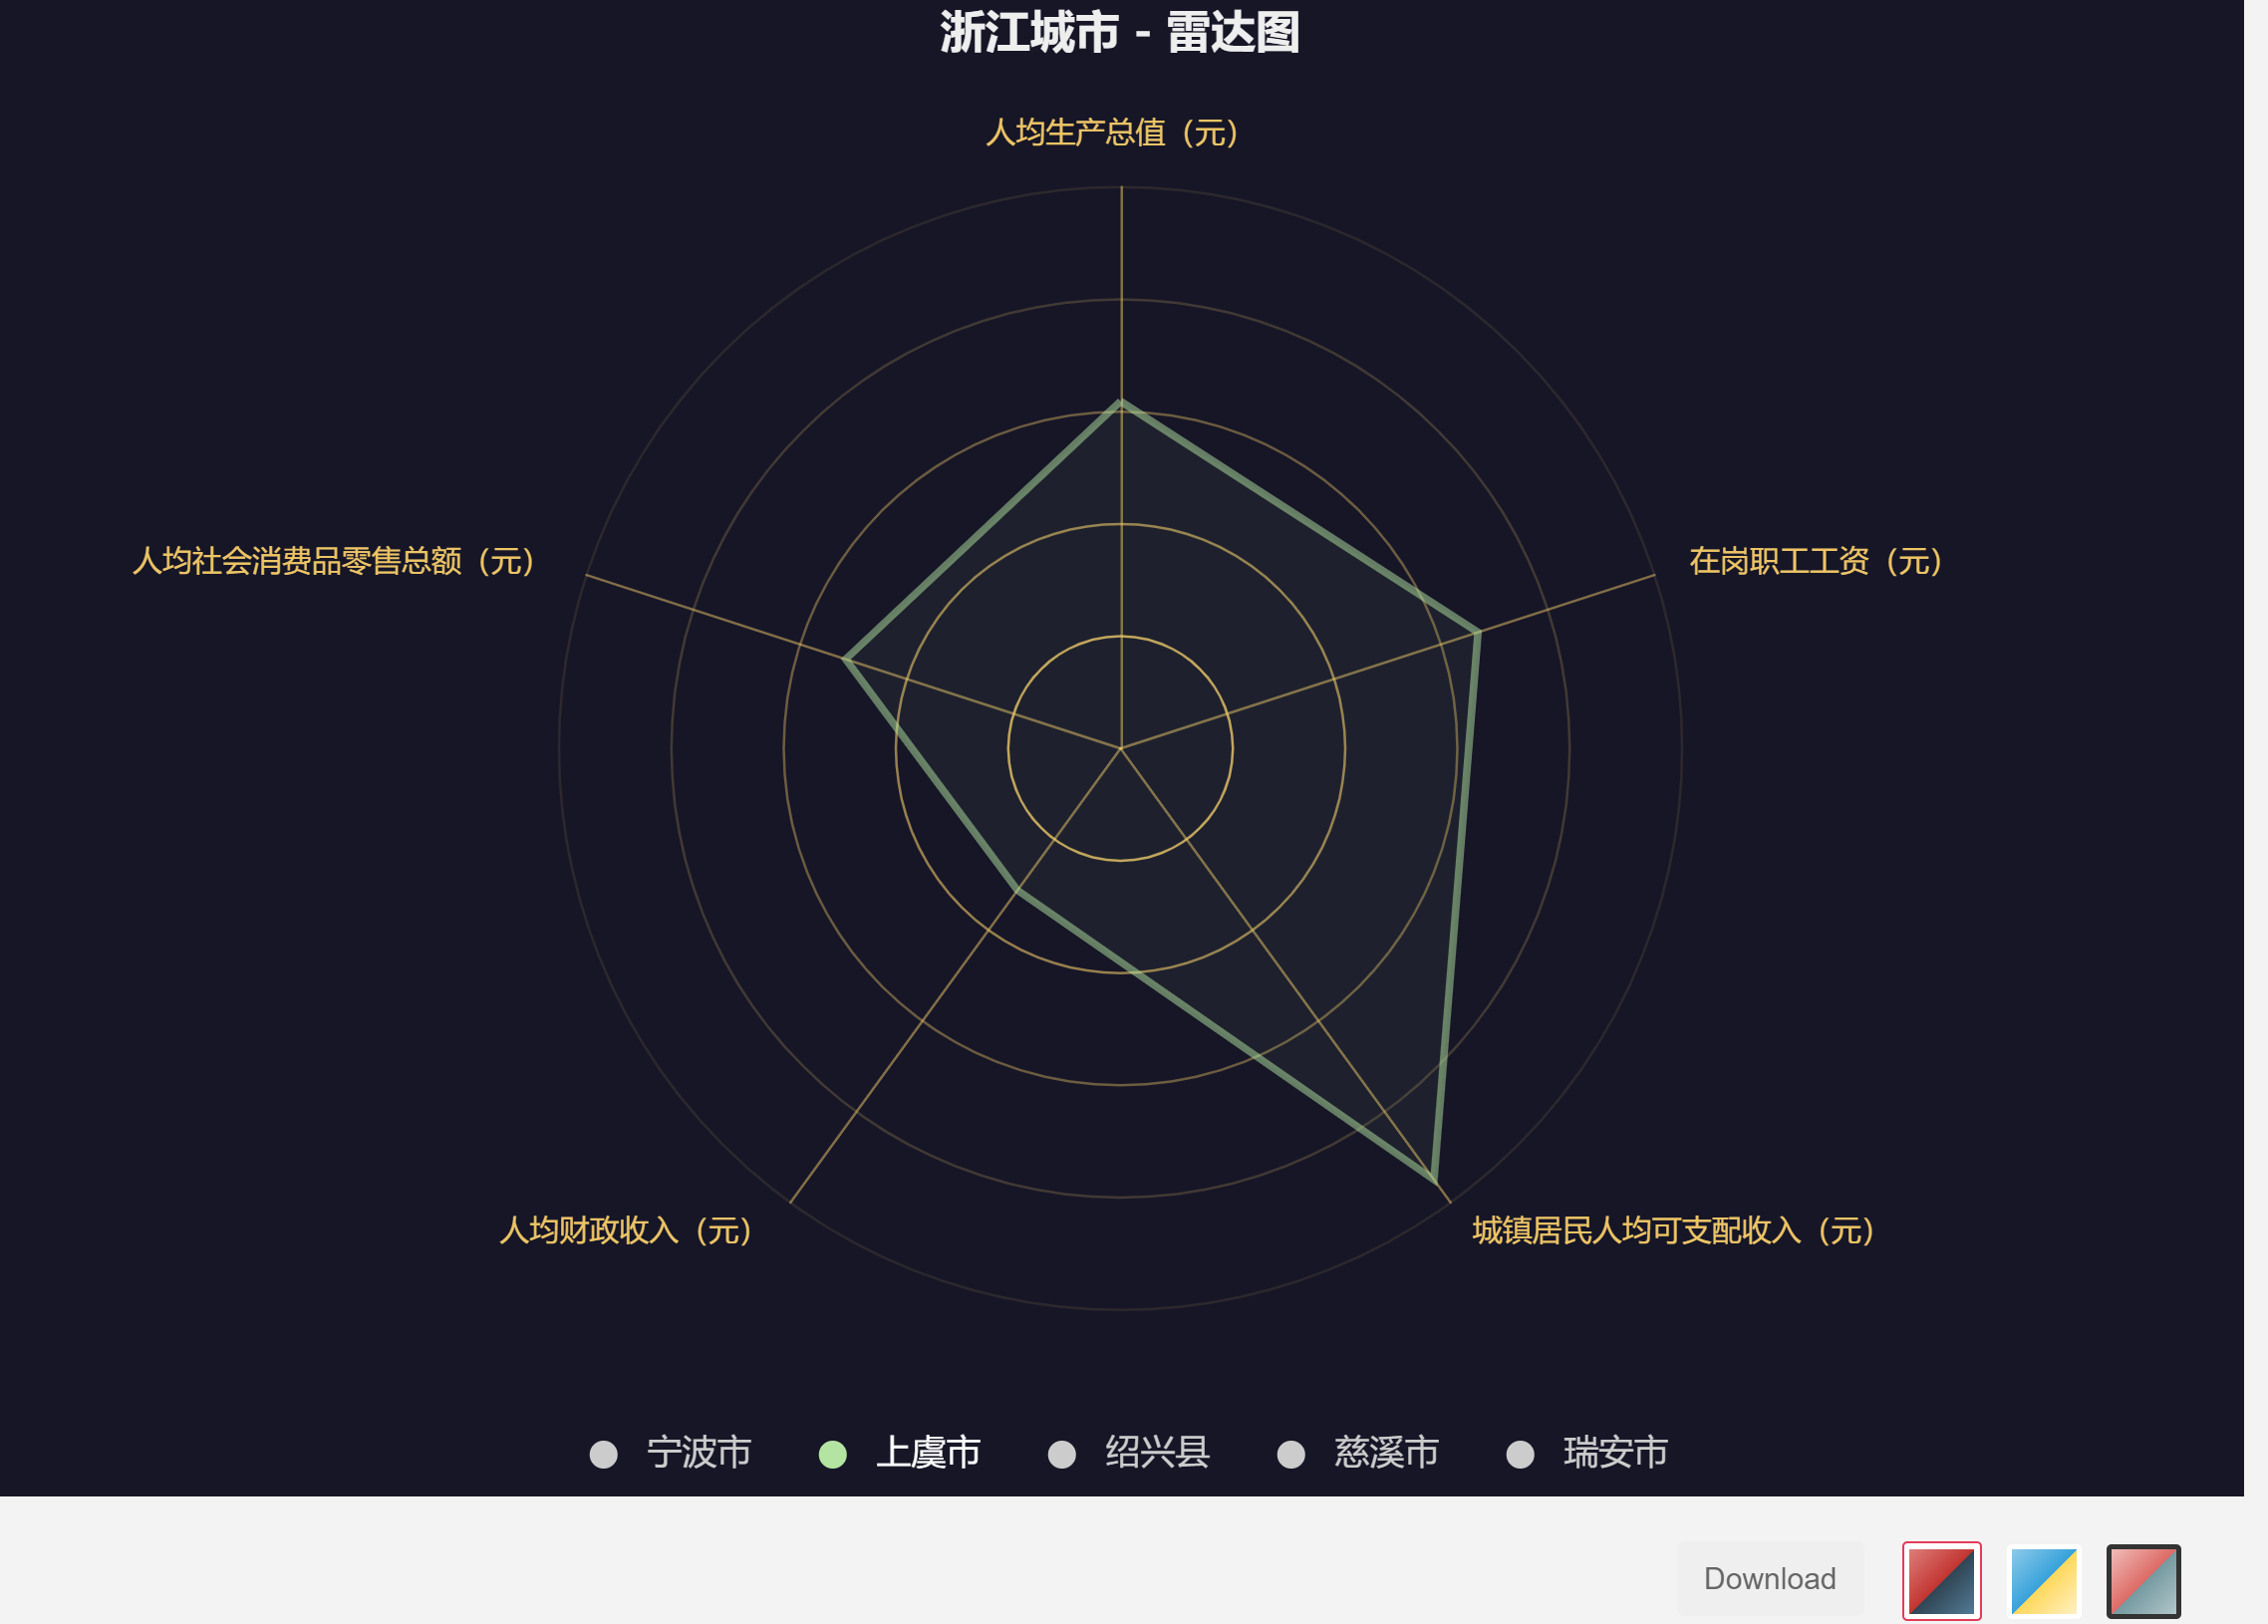 浙江城市 - 雷达图
人均生产总值（元）
人均社会消费品零售总额（元）
在岗职工工资（元）
人均财政收入（元）
城镇居民人均可支配收入（元）
宁波市
上虞市
绍兴县
慈溪市
瑞安市
Download